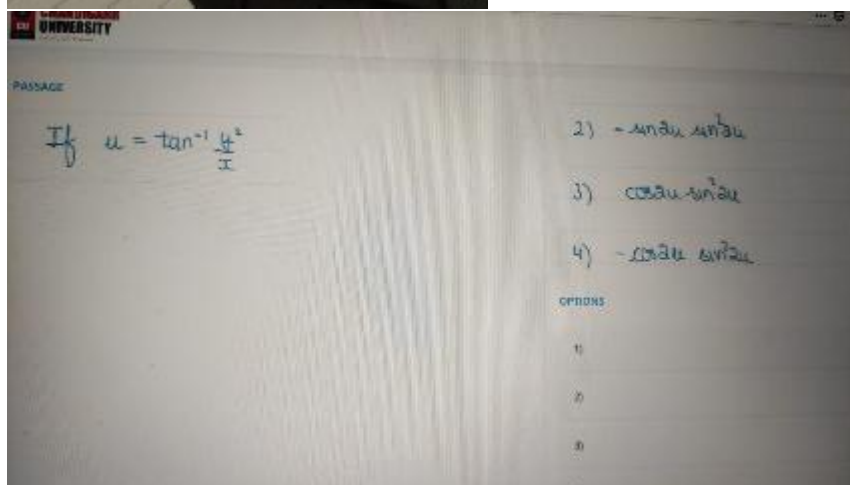 UNIVERSITY
PASSAGE
If u = tan⁻¹ y²/x
2) - sin2u sin²2u
3) cos2u sin²2u
4) - cos2u sin²2u
OPTIONS
1)
2)
3)